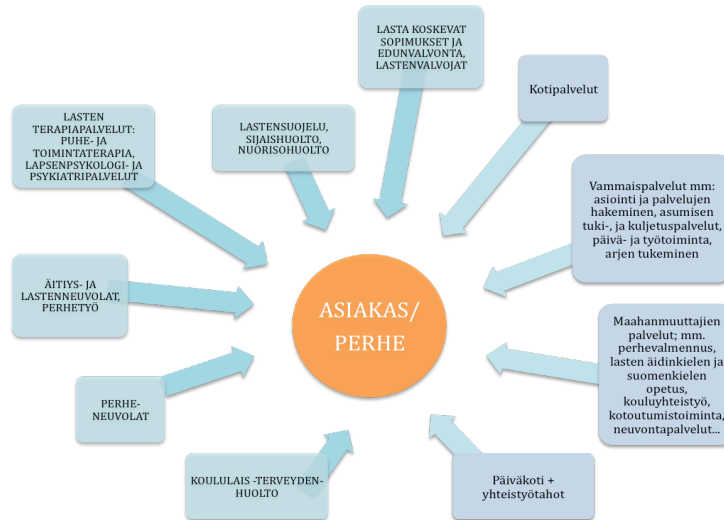 LASTA KOSKEVAT
SOPIMUKSET JA
EDUNVALVONTA,
LASTENVALVOJAT
Kotipalvelut
LASTEN
TERAPIAPALVELUT:
PUHE- JA
TOIMINTATERAPIA,
LAPSENPSYKOLOGI- JA
PSYKIATRIPALVELUT
LASTENSUOJELU,
SIJAISHUOLTO,
NUORISOHUOLTO
Vammaispalvelut mm:
asiointi ja palvelujen
hakeminen, asumisen
tuki-, ja kuljetuspalvelut,
päivä- ja työtoiminta,
arjen tukeminen
ÄITIYS- JA
LASTENNEUVOLAT,
PERHETYÖ
ASIAKAS/
PERHE
Maahanmuuttajien
palvelut; mm.
perhevalmennus,
lasten äidinkielen ja
suomenkielen
opetus,
kouluyhteistyö,
kotoutumistoiminta,
neuvontapalvelut...
PERHE-
NEUVOLAT
KOULULAIS -TERVEYDEN-
HUOLTO
Päiväkoti +
yhteistyötahot